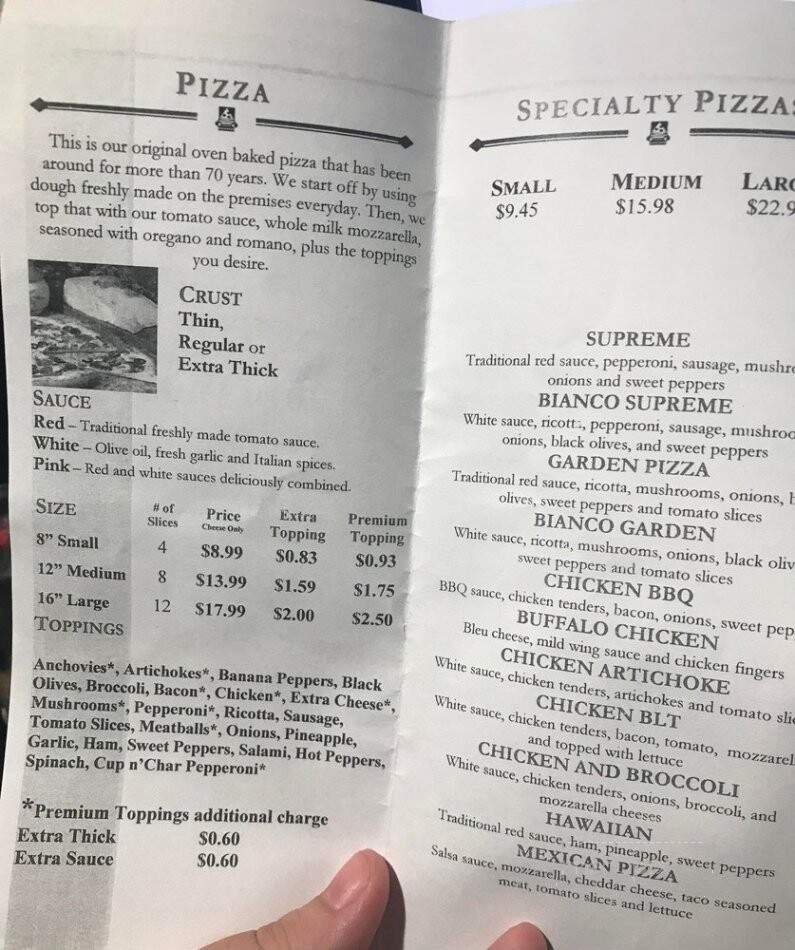 PIZZA
This is our original oven baked pizza that has been
around for more than 70 years. We start off by using
dough freshly made on the premises everyday. Then, we
top that with our tomato sauce, whole milk mozzarella,
seasoned with oregano and romano, plus the toppings
you desire.
CRUST
Thin,
Regular or
Extra Thick
SAUCE
Red – Traditional freshly made tomato sauce.
White – Olive oil, fresh garlic and Italian spices.
Pink – Red and white sauces deliciously combined.
SIZE # of Slices Price Cheese Only Extra Topping Premium Topping
8" Small 4 $8.99 $0.83 $0.93
12" Medium 8 $13.99 $1.59 $1.75
16" Large 12 $17.99 $2.00 $2.50
TOPPINGS
Anchovies*, Artichokes*, Banana Peppers, Black
Olives, Broccoli, Bacon*, Chicken*, Extra Cheese*,
Mushrooms*, Pepperoni*, Ricotta, Sausage,
Tomato Slices, Meatballs*, Onions, Pineapple,
Garlic, Ham, Sweet Peppers, Salami, Hot Peppers,
Spinach, Cup n'Char Pepperoni*
*Premium Toppings additional charge
Extra Thick $0.60
Extra Sauce $0.60
SPECIALTY PIZZA
SMALL MEDIUM LARG
$9.45 $15.98 $22.9
SUPREME
Traditional red sauce, pepperoni, sausage, mushr
onions and sweet peppers
BIANCO SUPREME
White sauce, ricotta, pepperoni, sausage, mushroo
onions, black olives, and sweet peppers
GARDEN PIZZA
Traditional red sauce, ricotta, mushrooms, onions, b
olives, sweet peppers and tomato slices
BIANCO GARDEN
White sauce, ricotta, mushrooms, onions, black oliv
sweet peppers and tomato slices
CHICKEN BBQ
BBQ sauce, chicken tenders, bacon, onions, sweet pep
BUFFALO CHICKEN
Bleu cheese, mild wing sauce and chicken fingers
CHICKEN ARTICHOKE
White sauce, chicken tenders, artichokes and tomato slic
CHICKEN BLT
White sauce, chicken tenders, bacon, tomato, mozzarel
and topped with lettuce
CHICKEN AND BROCCOLI
White sauce, chicken tenders, onions, broccoli, and
mozzarella cheeses
HAWAIIAN
Traditional red sauce, ham, pineapple, sweet peppers
MEXICAN PIZZA
Salsa sauce, mozzarella, cheddar cheese, taco seasoned
meat, tomato slices and lettuce